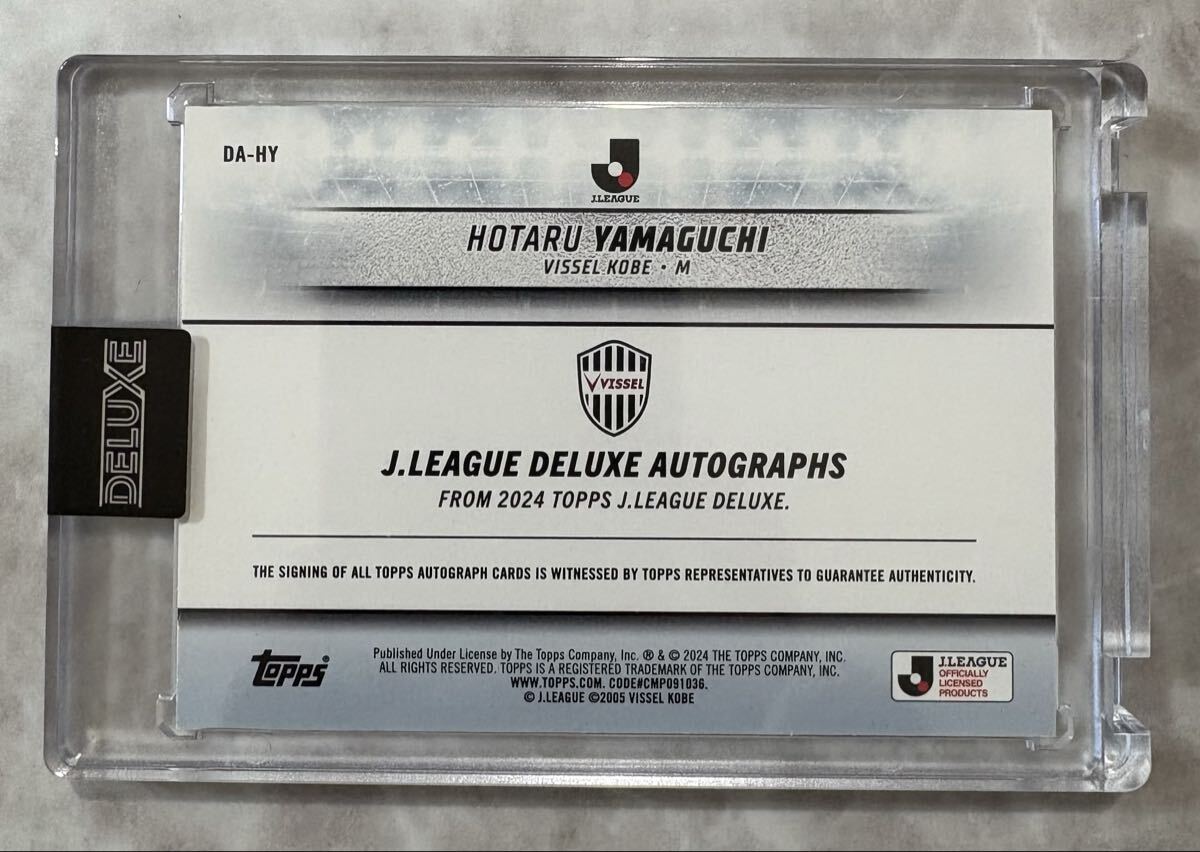 DA-HY
J.LEAGUE
HOTARU YAMAGUCHI
VISSEL KOBE • M
DELUXE
VISSEL
J.LEAGUE DELUXE AUTOGRAPHS
FROM 2024 TOPPS J.LEAGUE DELUXE.
THE SIGNING OF ALL TOPPS AUTOGRAPH CARDS IS WITNESSED BY TOPPS REPRESENTATIVES TO GUARANTEE AUTHENTICITY.
topps®
Published Under License by The Topps Company, Inc. ® & © 2024 THE TOPPS COMPANY, INC.
ALL RIGHTS RESERVED. TOPPS IS A REGISTERED TRADEMARK OF THE TOPPS COMPANY, INC.
WWW.TOPPS.COM. CODE#CMP091036.
© J.LEAGUE ©2005 VISSEL KOBE
J.LEAGUE
OFFICIALLY
LICENSED
PRODUCTS